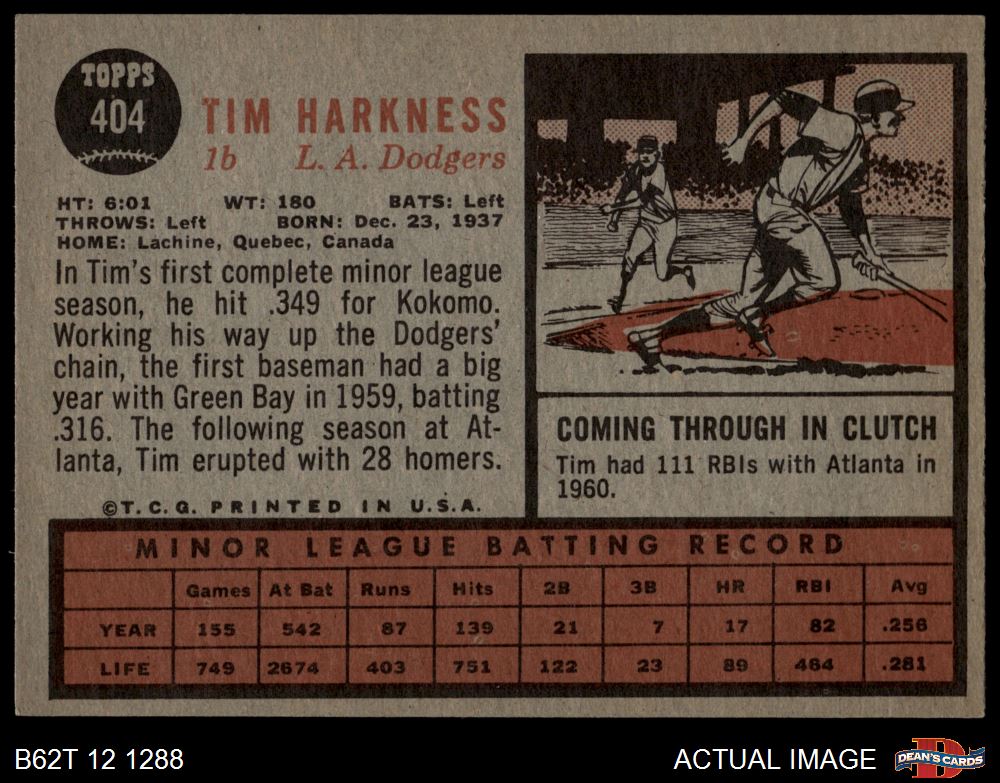 TOPPS
404
TIM HARKNESS
1b L. A. Dodgers
HT: 6:01 WT: 180 BATS: Left
THROWS: Left BORN: Dec. 23, 1937
HOME: Lachine, Quebec, Canada
In Tim's first complete minor league
season, he hit .349 for Kokomo.
Working his way up the Dodgers'
chain, the first baseman had a big
year with Green Bay in 1959, batting
.316. The following season at At-
lanta, Tim erupted with 28 homers.
©T.C.G. PRINTED IN U.S.A.
COMING THROUGH IN CLUTCH
Tim had 111 RBIs with Atlanta in
1960.
MINOR LEAGUE BATTING RECORD
Games At Bat Runs Hits 2B 3B HR RBI Avg
YEAR 155 542 87 139 21 7 17 82 .256
LIFE 749 2674 403 751 122 23 89 464 .281
B62T 12 1288
ACTUAL IMAGE
D
DEAN'S CARDS